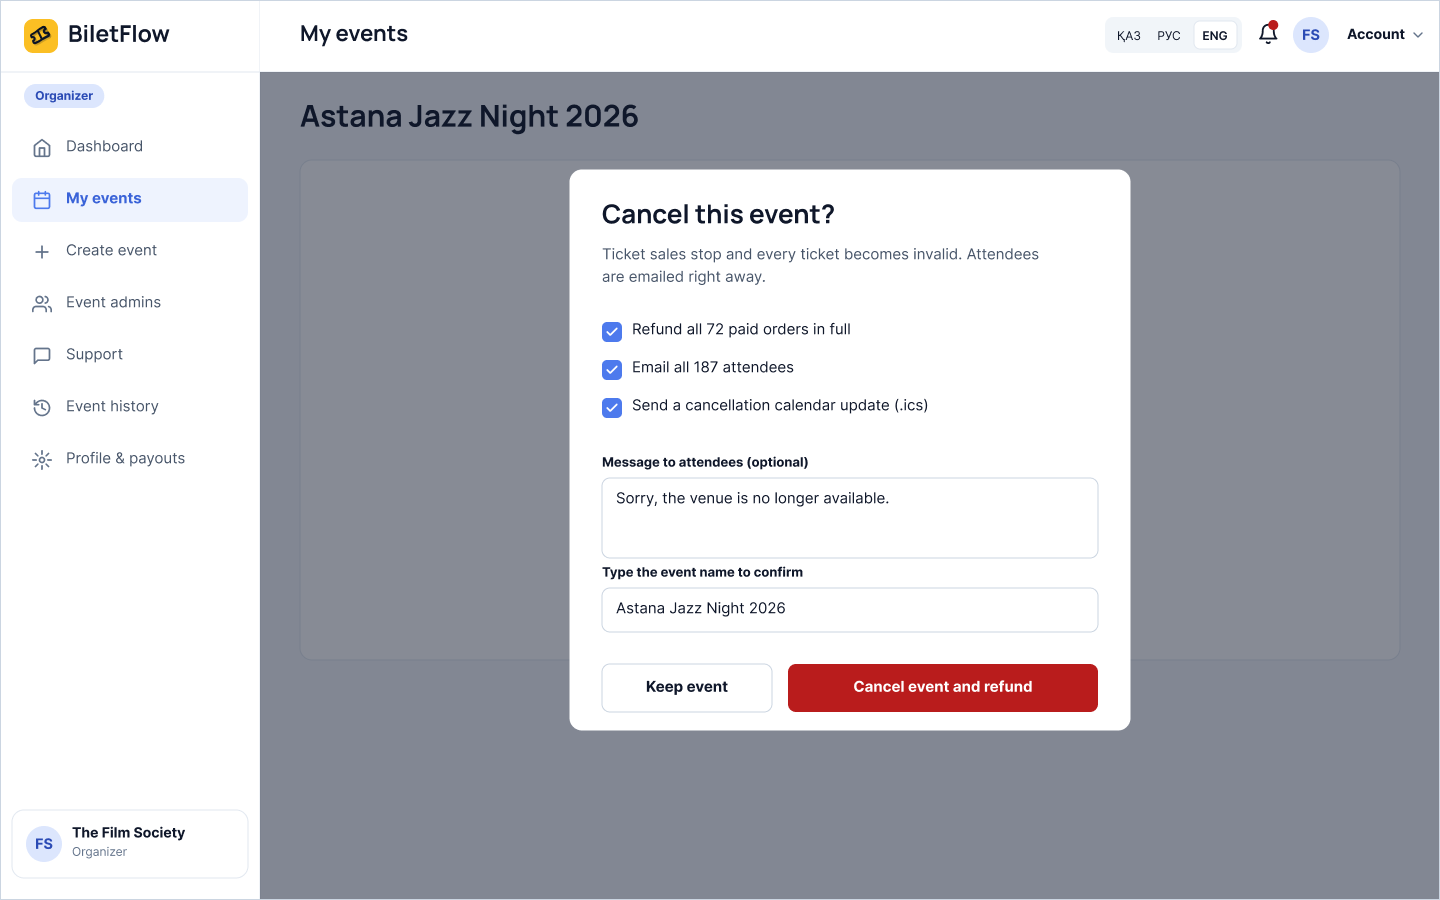 BiletFlow
My events
ҚАЗ
РУС
ENG
FS
Account
Organizer
Dashboard
My events
Create event
Event admins
Support
Event history
Profile & payouts
FS
The Film Society
Organizer
Astana Jazz Night 2026
Cancel this event?
Ticket sales stop and every ticket becomes invalid. Attendees
are emailed right away.
Refund all 72 paid orders in full
Email all 187 attendees
Send a cancellation calendar update (.ics)
Message to attendees (optional)
Sorry, the venue is no longer available.
Type the event name to confirm
Astana Jazz Night 2026
Keep event
Cancel event and refund